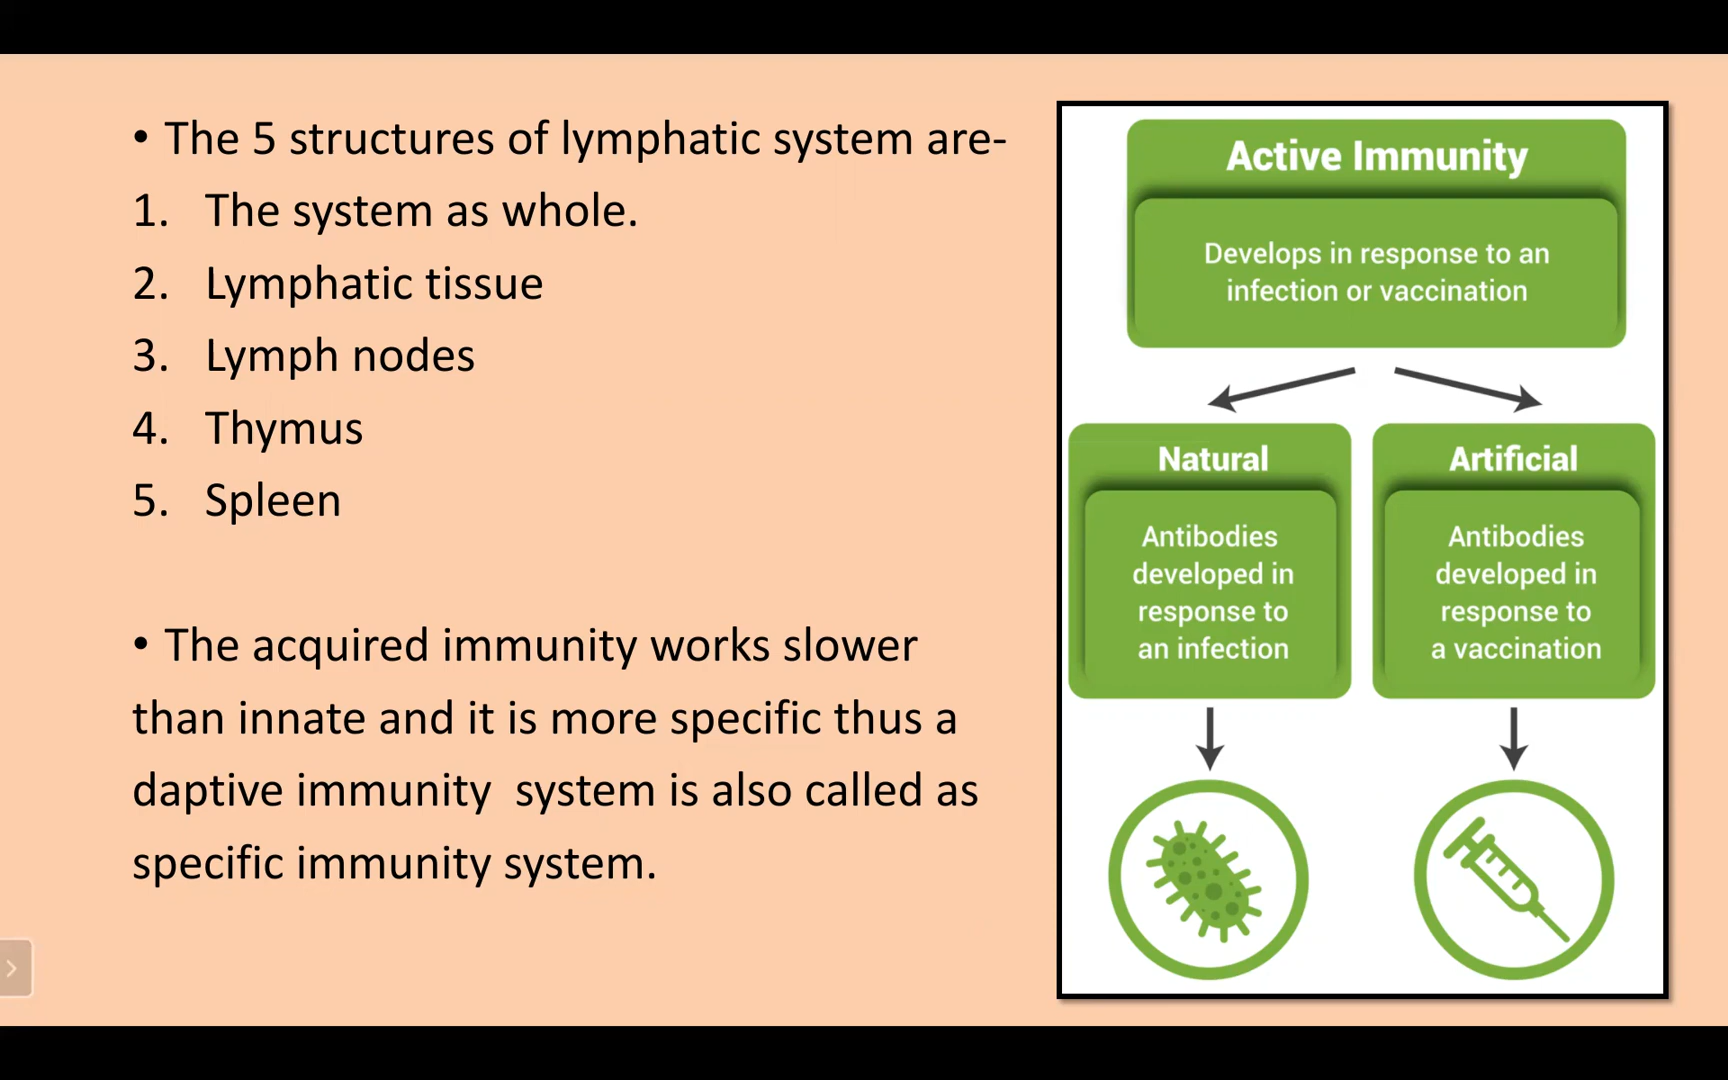 • The 5 structures of lymphatic system are-
1. The system as whole.
2. Lymphatic tissue
3. Lymph nodes
4. Thymus
5. Spleen
• The acquired immunity works slower
than innate and it is more specific thus a
daptive immunity system is also called as
specific immunity system.
Active Immunity
Develops in response to an
infection or vaccination
Natural
Antibodies
developed in
response to
an infection
Artificial
Antibodies
developed in
response to
a vaccination